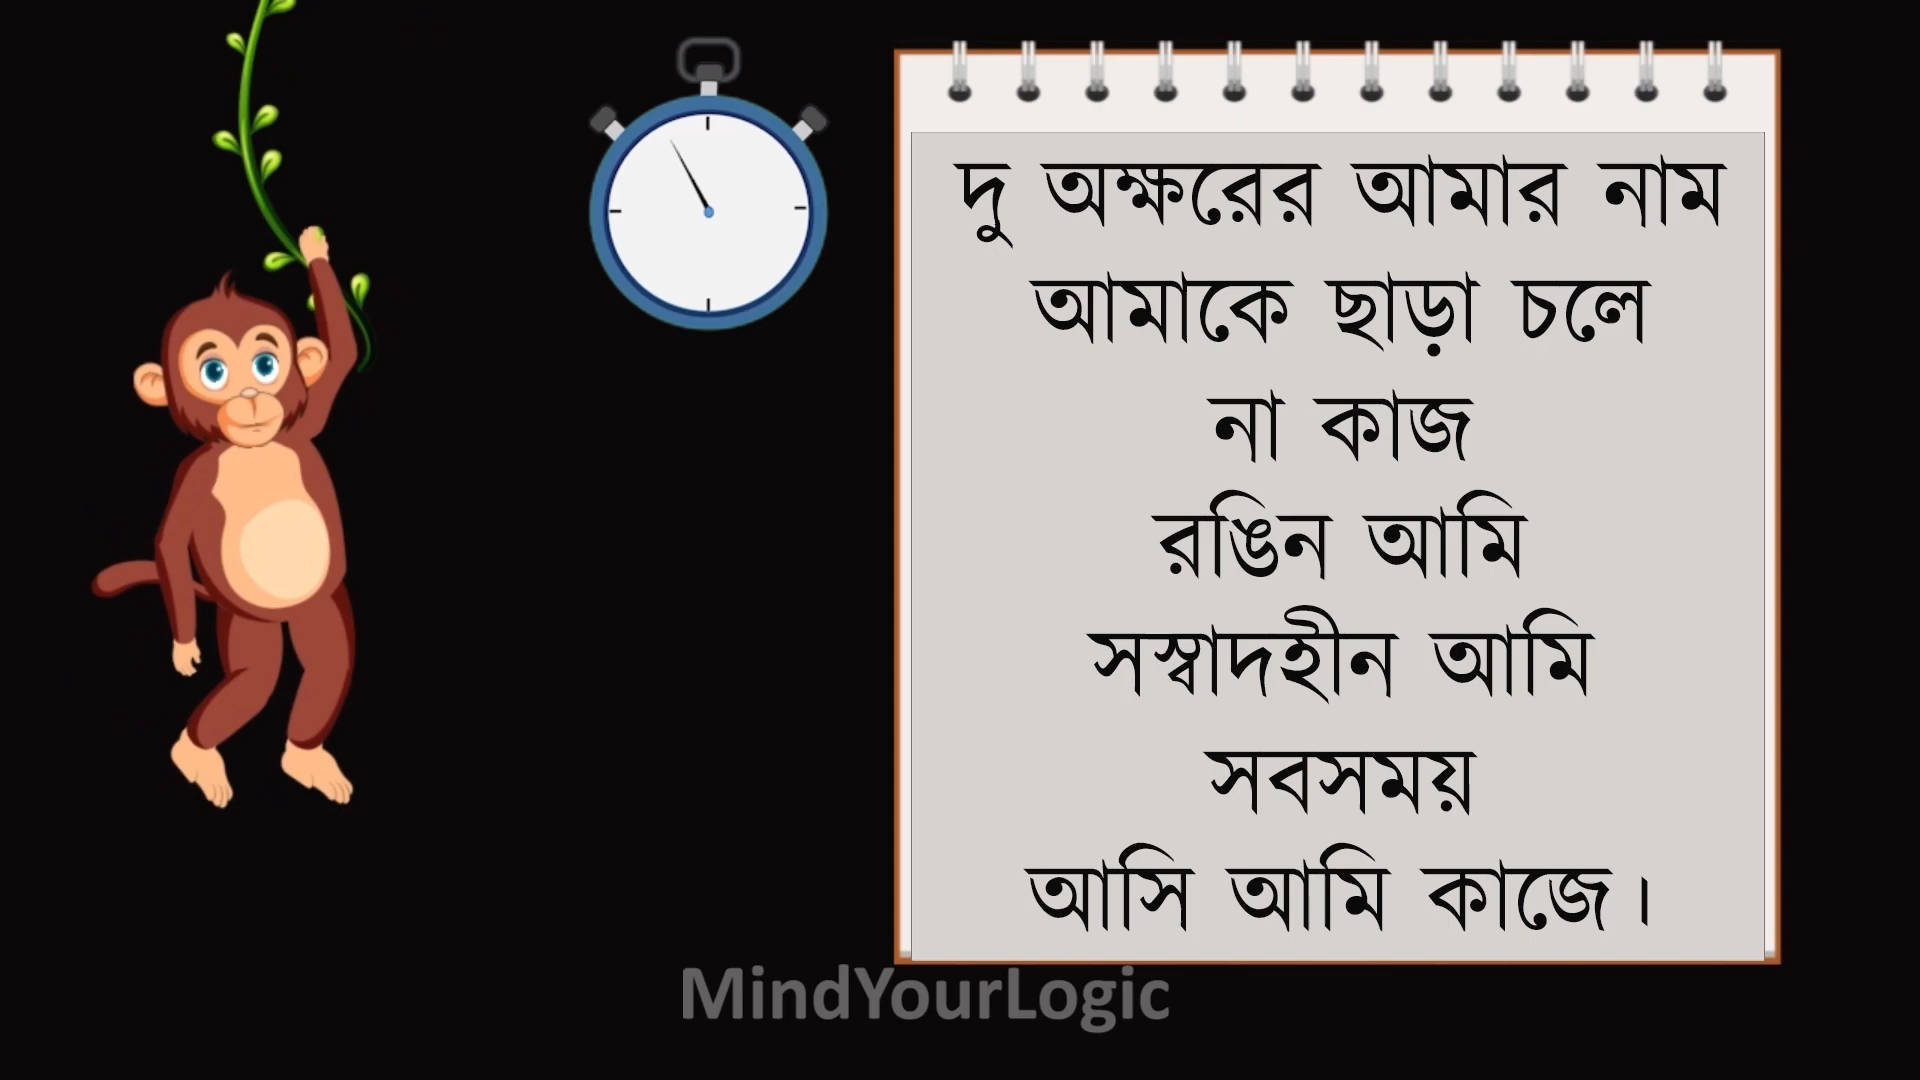 দু অক্ষরের আমার নাম
আমাকে ছাড়া চলে
না কাজ
রঙিন আমি
সস্বাদহীন আমি
সবসময়
আসি আমি কাজে।
MindYourLogic